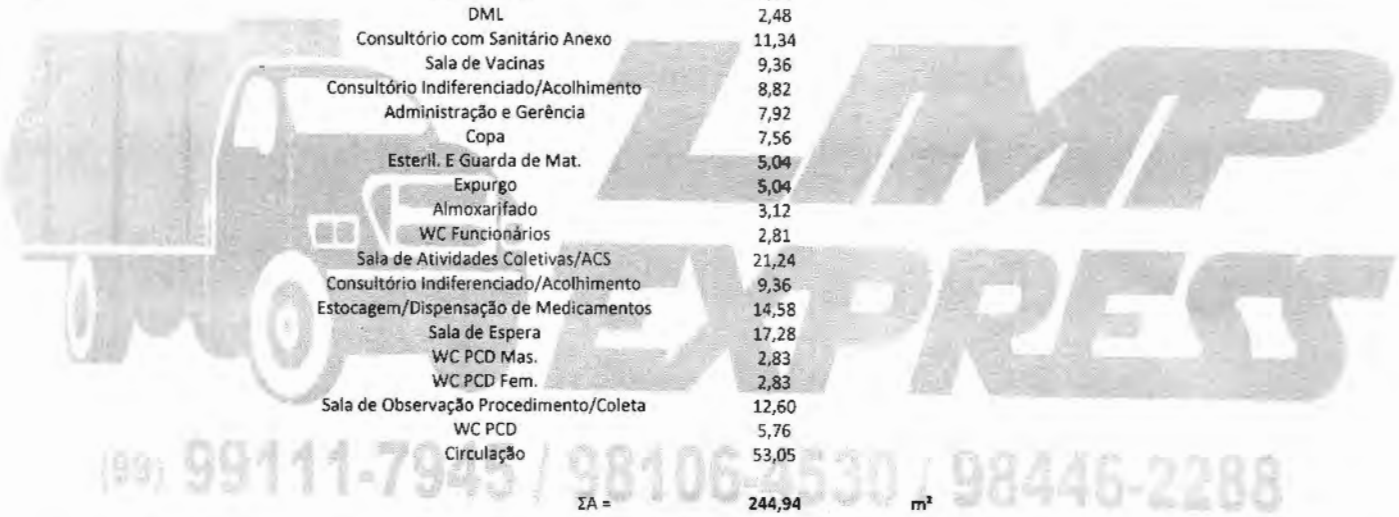 DML 2,48
Consultório com Sanitário Anexo 11,34
Sala de Vacinas 9,36
Consultório Indiferenciado/Acolhimento 8,82
Administração e Gerência 7,92
Copa 7,56
Esteril. E Guarda de Mat. 5,04
Expurgo 5,04
Almoxarifado 3,12
WC Funcionários 2,81
Sala de Atividades Coletivas/ACS 21,24
Consultório Indiferenciado/Acolhimento 9,36
Estocagem/Dispensação de Medicamentos 14,58
Sala de Espera 17,28
WC PCD Mas. 2,83
WC PCD Fem. 2,83
Sala de Observação Procedimento/Coleta 12,60
WC PCD 5,76
Circulação 53,05
ΣA = 244,94 m²
LIMP
EXPRESS
(99) 99111-7945 / 98106-4530 / 98446-2288